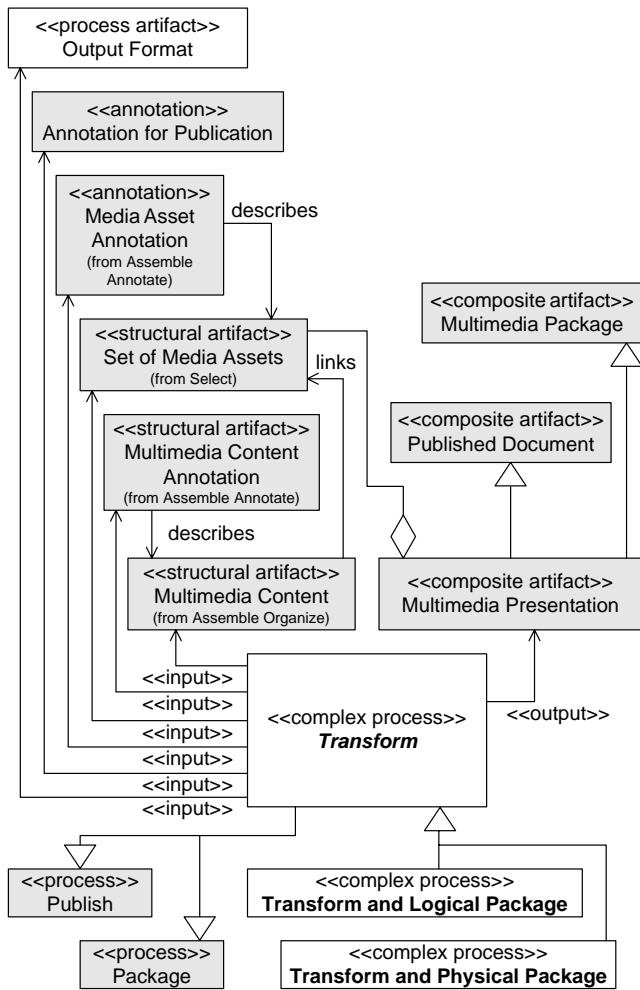 <<process artifact>>
Output Format
<<annotation>>
Annotation for Publication
<<annotation>>
Media Asset
Annotation
(from Assemble
Annotate)
describes
<<structural artifact>>
Set of Media Assets
(from Select)
links
<<composite artifact>>
Multimedia Package
<<structural artifact>>
Multimedia Content
Annotation
(from Assemble Annotate)
<<composite artifact>>
Published Document
describes
<<structural artifact>>
Multimedia Content
(from Assemble Organize)
<<composite artifact>>
Multimedia Presentation
<<input>>
<<input>>
<<input>>
<<input>>
<<input>>
<<input>>
<<complex process>>
Transform
<<output>>
<<process>>
Publish
<<process>>
Package
<<complex process>>
Transform and Logical Package
<<complex process>>
Transform and Physical Package